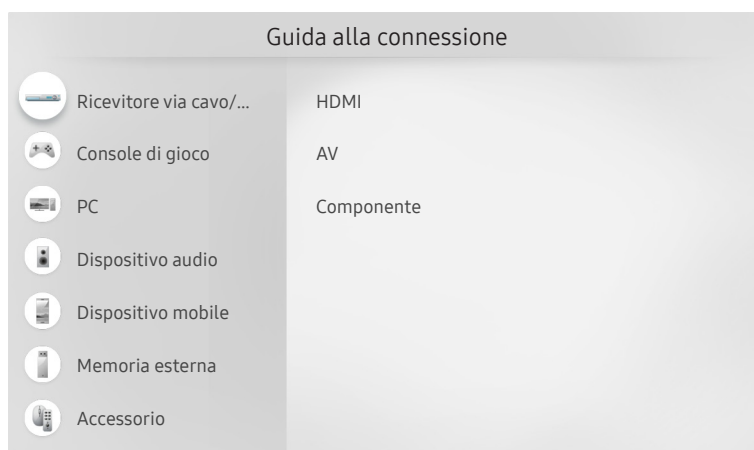 Guida alla connessione
Ricevitore via cavo/...
Console di gioco
PC
Dispositivo audio
Dispositivo mobile
Memoria esterna
Accessorio
HDMI
AV
Componente